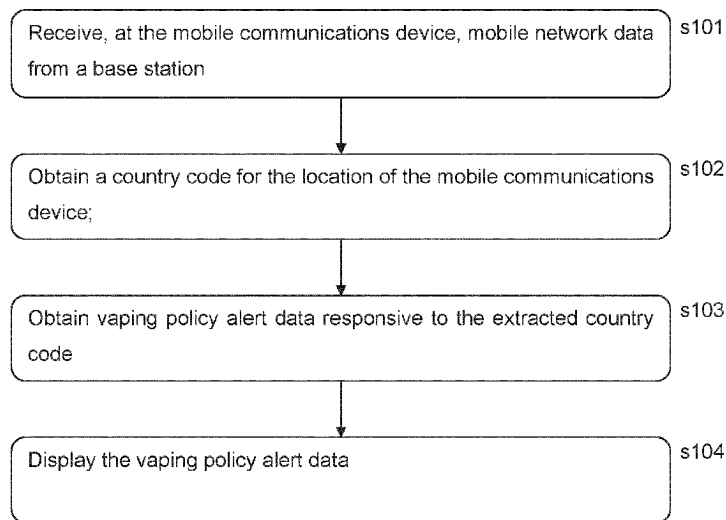 Receive, at the mobile communications device, mobile network data
from a base station
s101
Obtain a country code for the location of the mobile communications
device;
s102
Obtain vaping policy alert data responsive to the extracted country
code
s103
Display the vaping policy alert data
s104